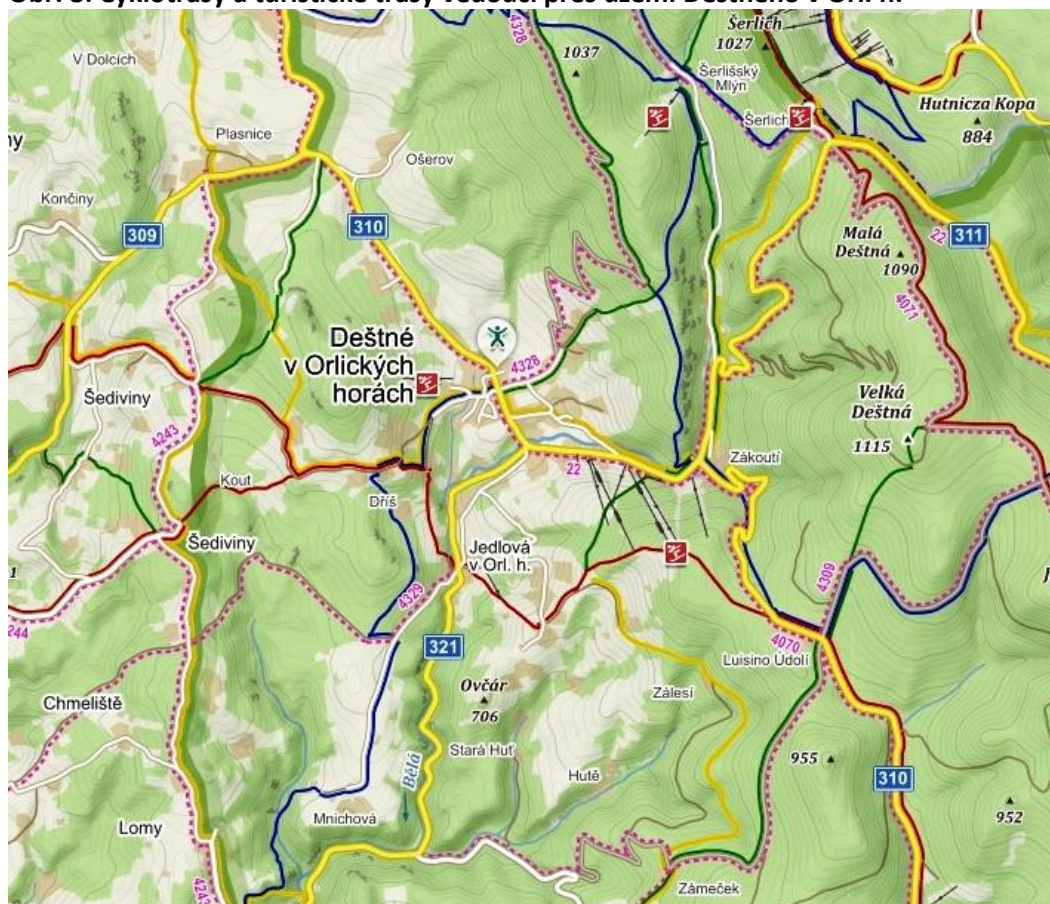 4328
1037
Šerlich
1027
V Dolcích
Šerlišský
Mlýn
Hutnicza Kopa
884
Plasnice
Šerlich
ny
Ošerov
Končiny
309
310
22
311
Malá
Deštná
1090
4071
Deštné
v Orlických
horách
4328
Šediviny
Velká
Deštná
1115
4243
22
Zákoutí
Kout
Dříš
Šediviny
Jedlová
v Orl. h.
4309
4329
244
321
4070
Luisino Údolí
Ovčár
706
Zálesí
Chmeliště
Stará Huť
955
310
Hutě
Bělá
952
Mnichová
Lomy
4243
Zámeček